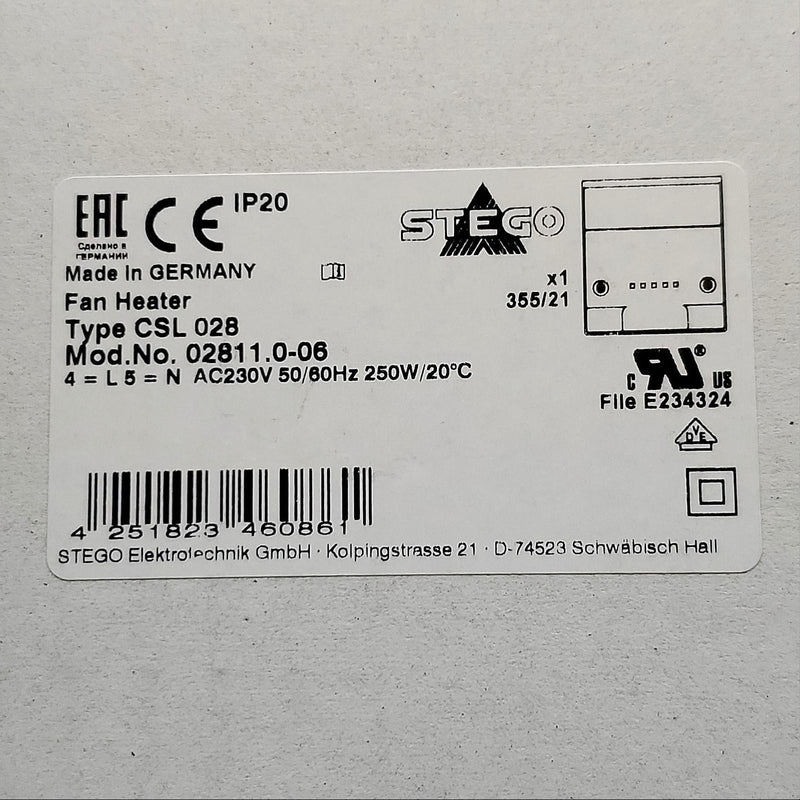 EAC CE IP20
Сделано в
ГЕРМАНИИ
Made in GERMANY
STEGO
x1
355/21
Fan Heater
Type CSL 028
Mod.No. 02811.0-06
4 = L 5 = N AC230V 50/60Hz 250W/20°C
c RU® US
File E234324
DVE
4 251823 460861
STEGO Elektrotechnik GmbH · Kolpingstrasse 21 · D-74523 Schwäbisch Hall